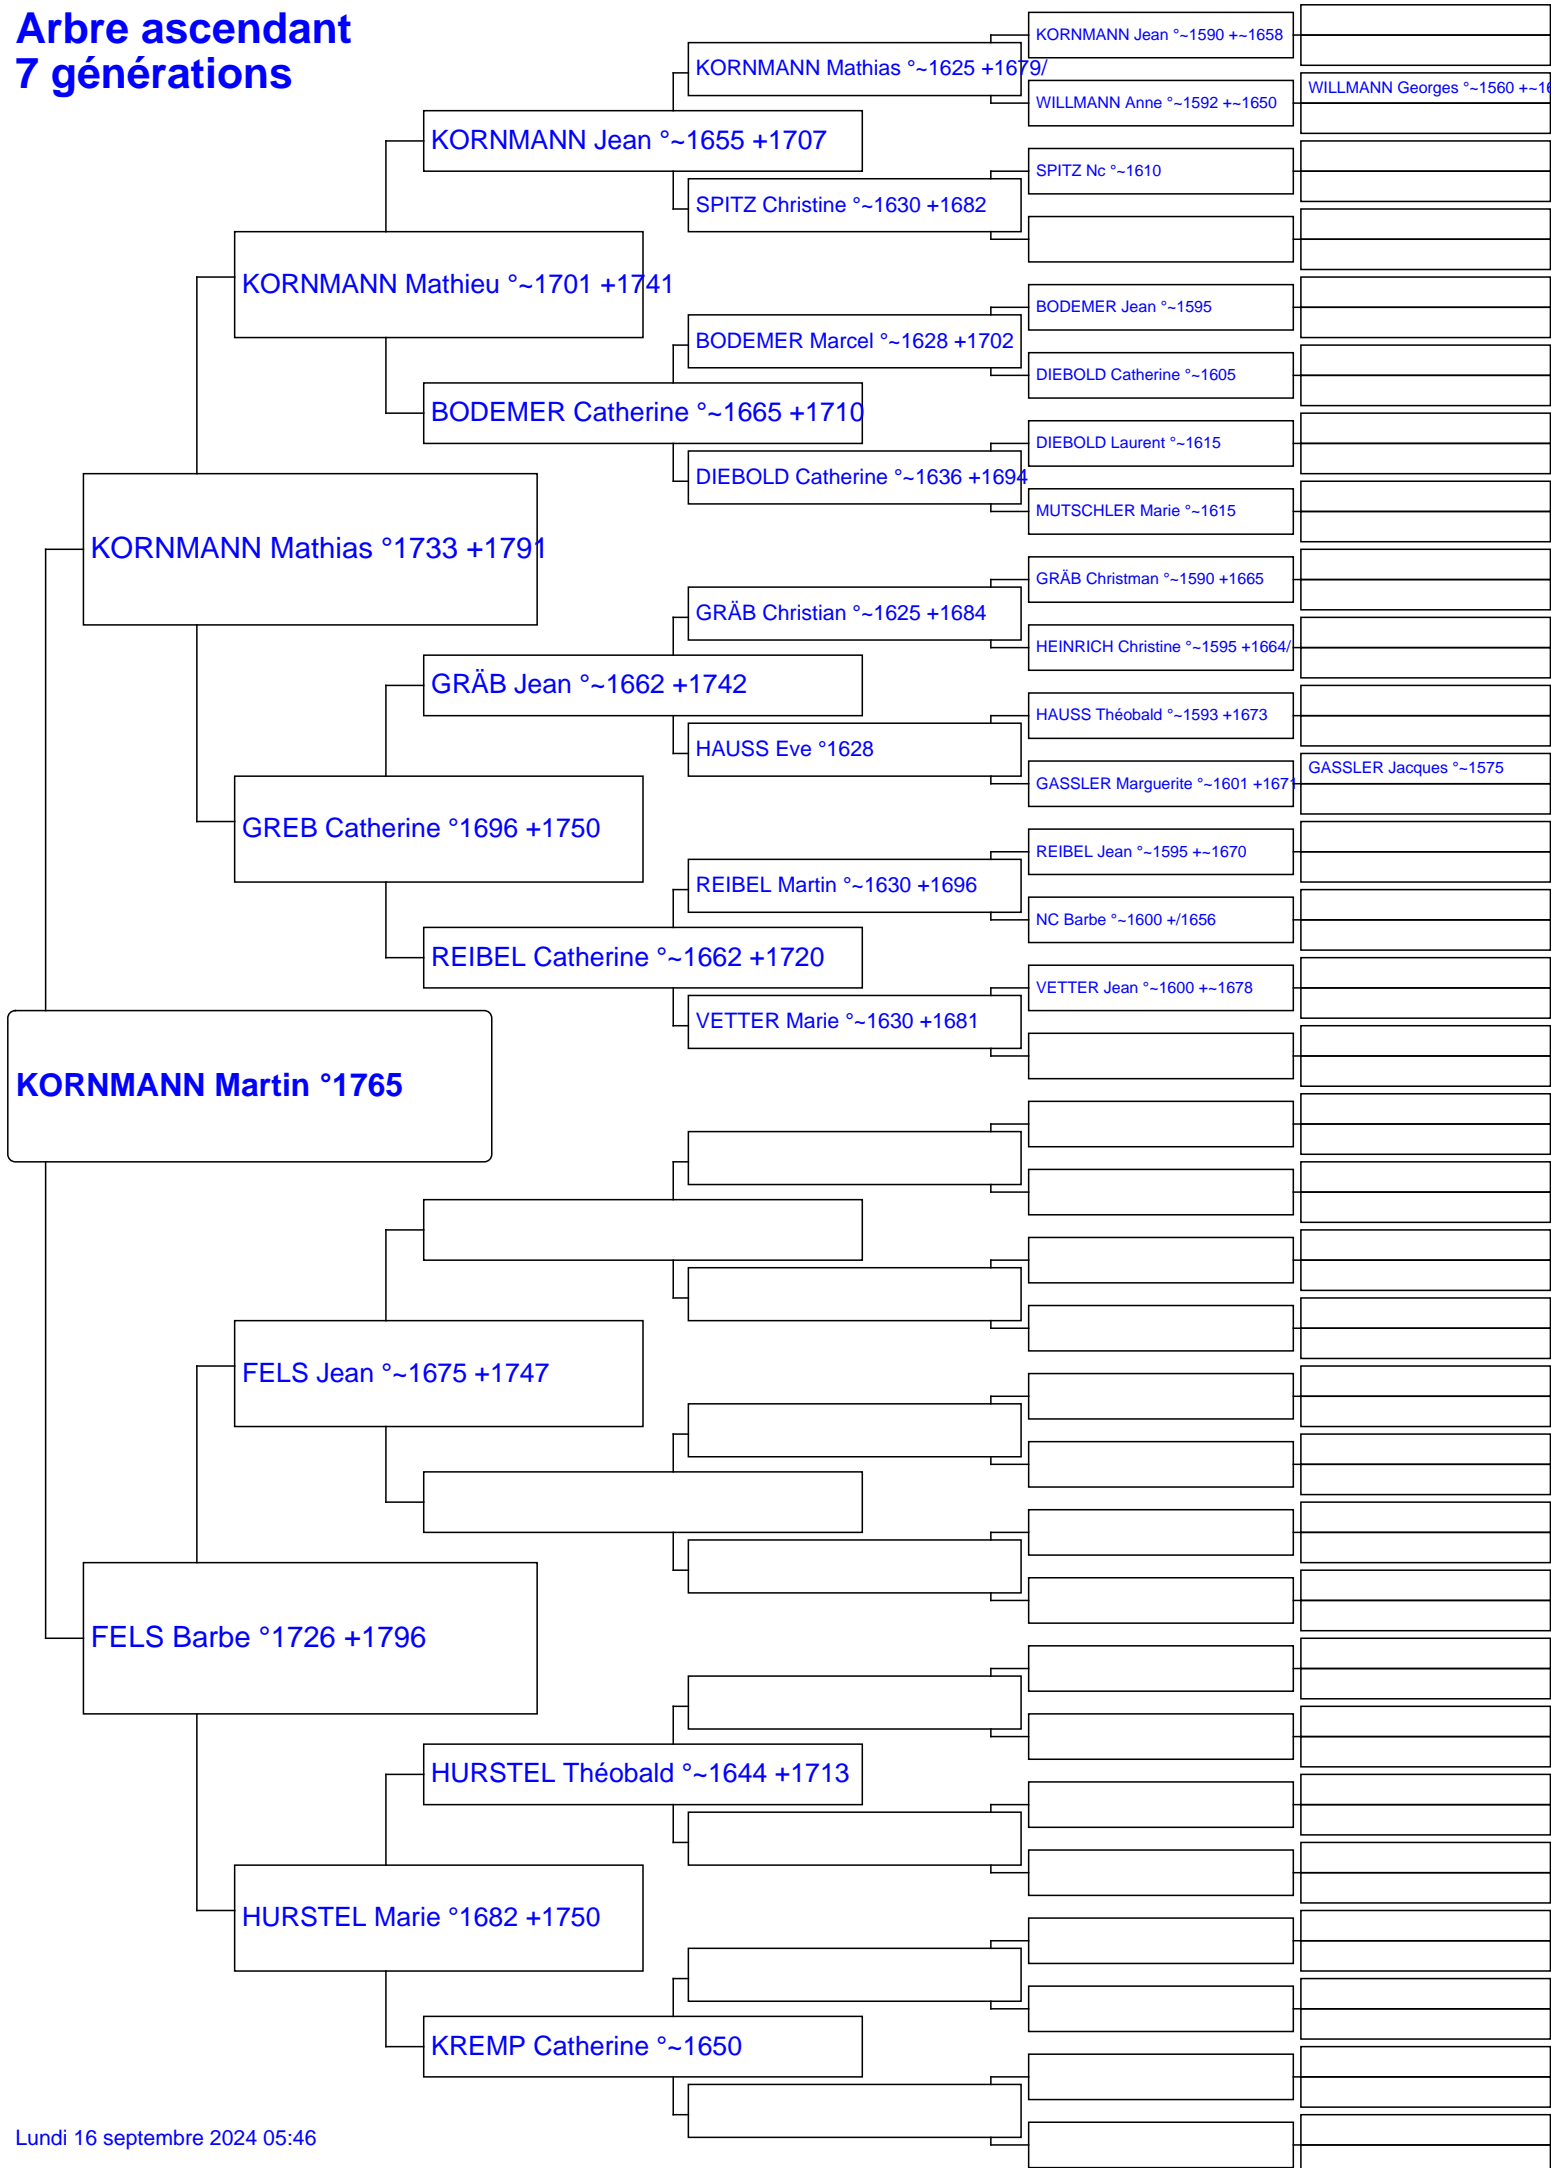 Arbre ascendant
7 générations
KORNMANN Jean °~1590 +~1658
KORNMANN Mathias °~1625 +1679/
WILLMANN Georges °~1560 +~16
WILLMANN Anne °~1592 +~1650
KORNMANN Jean °~1655 +1707
SPITZ Nc °~1610
SPITZ Christine °~1630 +1682
KORNMANN Mathieu °~1701 +1741
BODEMER Jean °~1595
BODEMER Marcel °~1628 +1702
DIEBOLD Catherine °~1605
BODEMER Catherine °~1665 +1710
DIEBOLD Laurent °~1615
DIEBOLD Catherine °~1636 +1694
MUTSCHLER Marie °~1615
KORNMANN Mathias °1733 +1791
GRÄB Christman °~1590 +1665
GRÄB Christian °~1625 +1684
HEINRICH Christine °~1595 +1664/
GRÄB Jean °~1662 +1742
HAUSS Théobald °~1593 +1673
HAUSS Eve °1628
GASSLER Jacques °~1575
GASSLER Marguerite °~1601 +1671
GREB Catherine °1696 +1750
REIBEL Jean °~1595 +~1670
REIBEL Martin °~1630 +1696
NC Barbe °~1600 +/1656
REIBEL Catherine °~1662 +1720
VETTER Jean °~1600 +~1678
VETTER Marie °~1630 +1681
KORNMANN Martin °1765
FELS Jean °~1675 +1747
FELS Barbe °1726 +1796
HURSTEL Théobald °~1644 +1713
HURSTEL Marie °1682 +1750
KREMP Catherine °~1650
Lundi 16 septembre 2024 05:46